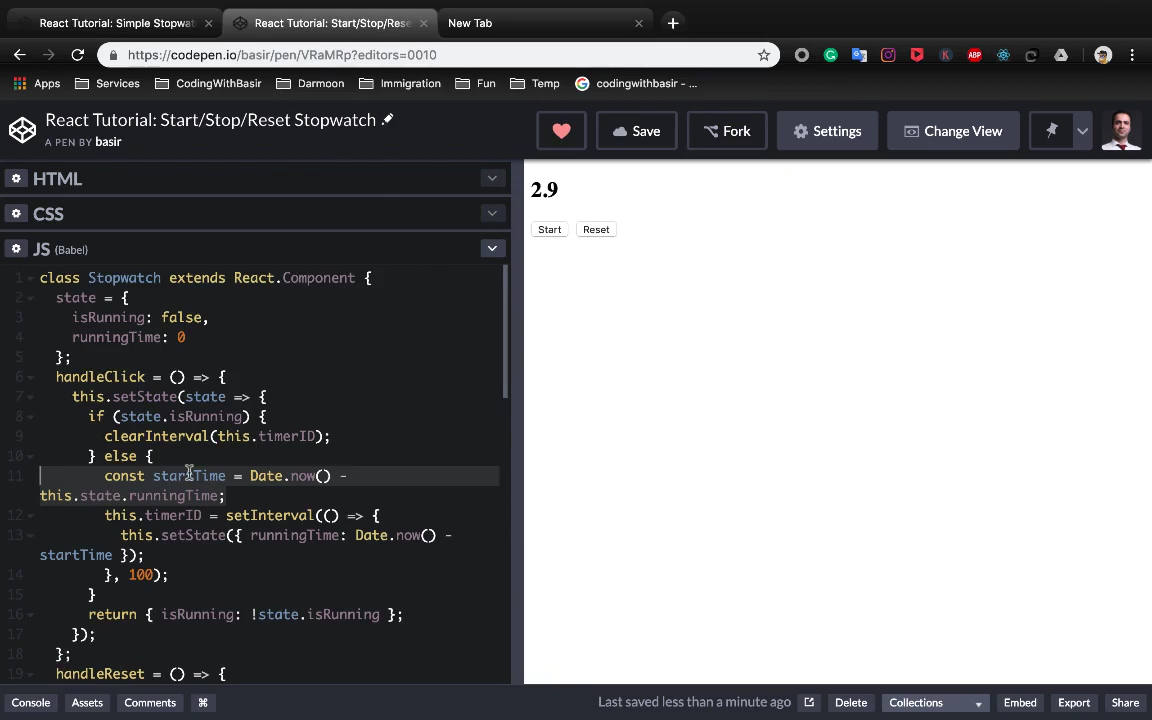 React Tutorial: Simple Stopwat
React Tutorial: Start/Stop/Rese
New Tab
https://codepen.io/basir/pen/VRaMRp?editors=0010
Apps
Services
CodingWithBasir
Darmoon
Immigration
Fun
Temp
codingwithbasir - ...
React Tutorial: Start/Stop/Reset Stopwatch
A PEN BY basir
Save
Fork
Settings
Change View
HTML
CSS
JS (Babel)
2.9
Start
Reset
1 class Stopwatch extends React.Component {
2 state = {
3 isRunning: false,
4 runningTime: 0
5 };
6 handleClick = () => {
7 this.setState(state => {
8 if (state.isRunning) {
9 clearInterval(this.timerID);
10 } else {
11 const startTime = Date.now() -
this.state.runningTime;
12 this.timerID = setInterval(() => {
13 this.setState({ runningTime: Date.now() -
startTime });
14 }, 100);
15 }
16 return { isRunning: !state.isRunning };
17 });
18 };
19 handleReset = () => {
Console
Assets
Comments
⌘
Last saved less than a minute ago
Delete
Collections
Embed
Export
Share